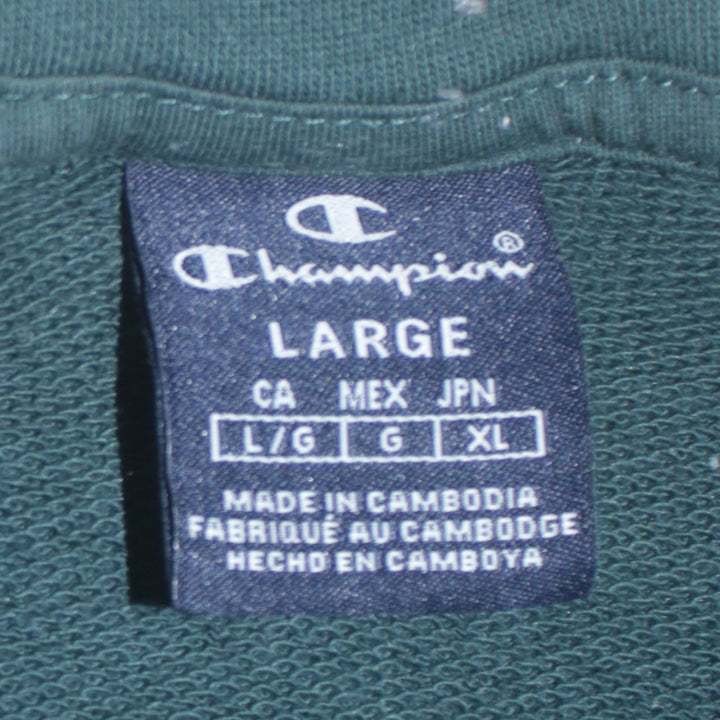 Champion®
LARGE
CA MEX JPN
L/G G XL
MADE IN CAMBODIA
FABRIQUÉ AU CAMBODGE
HECHO EN CAMBOYA